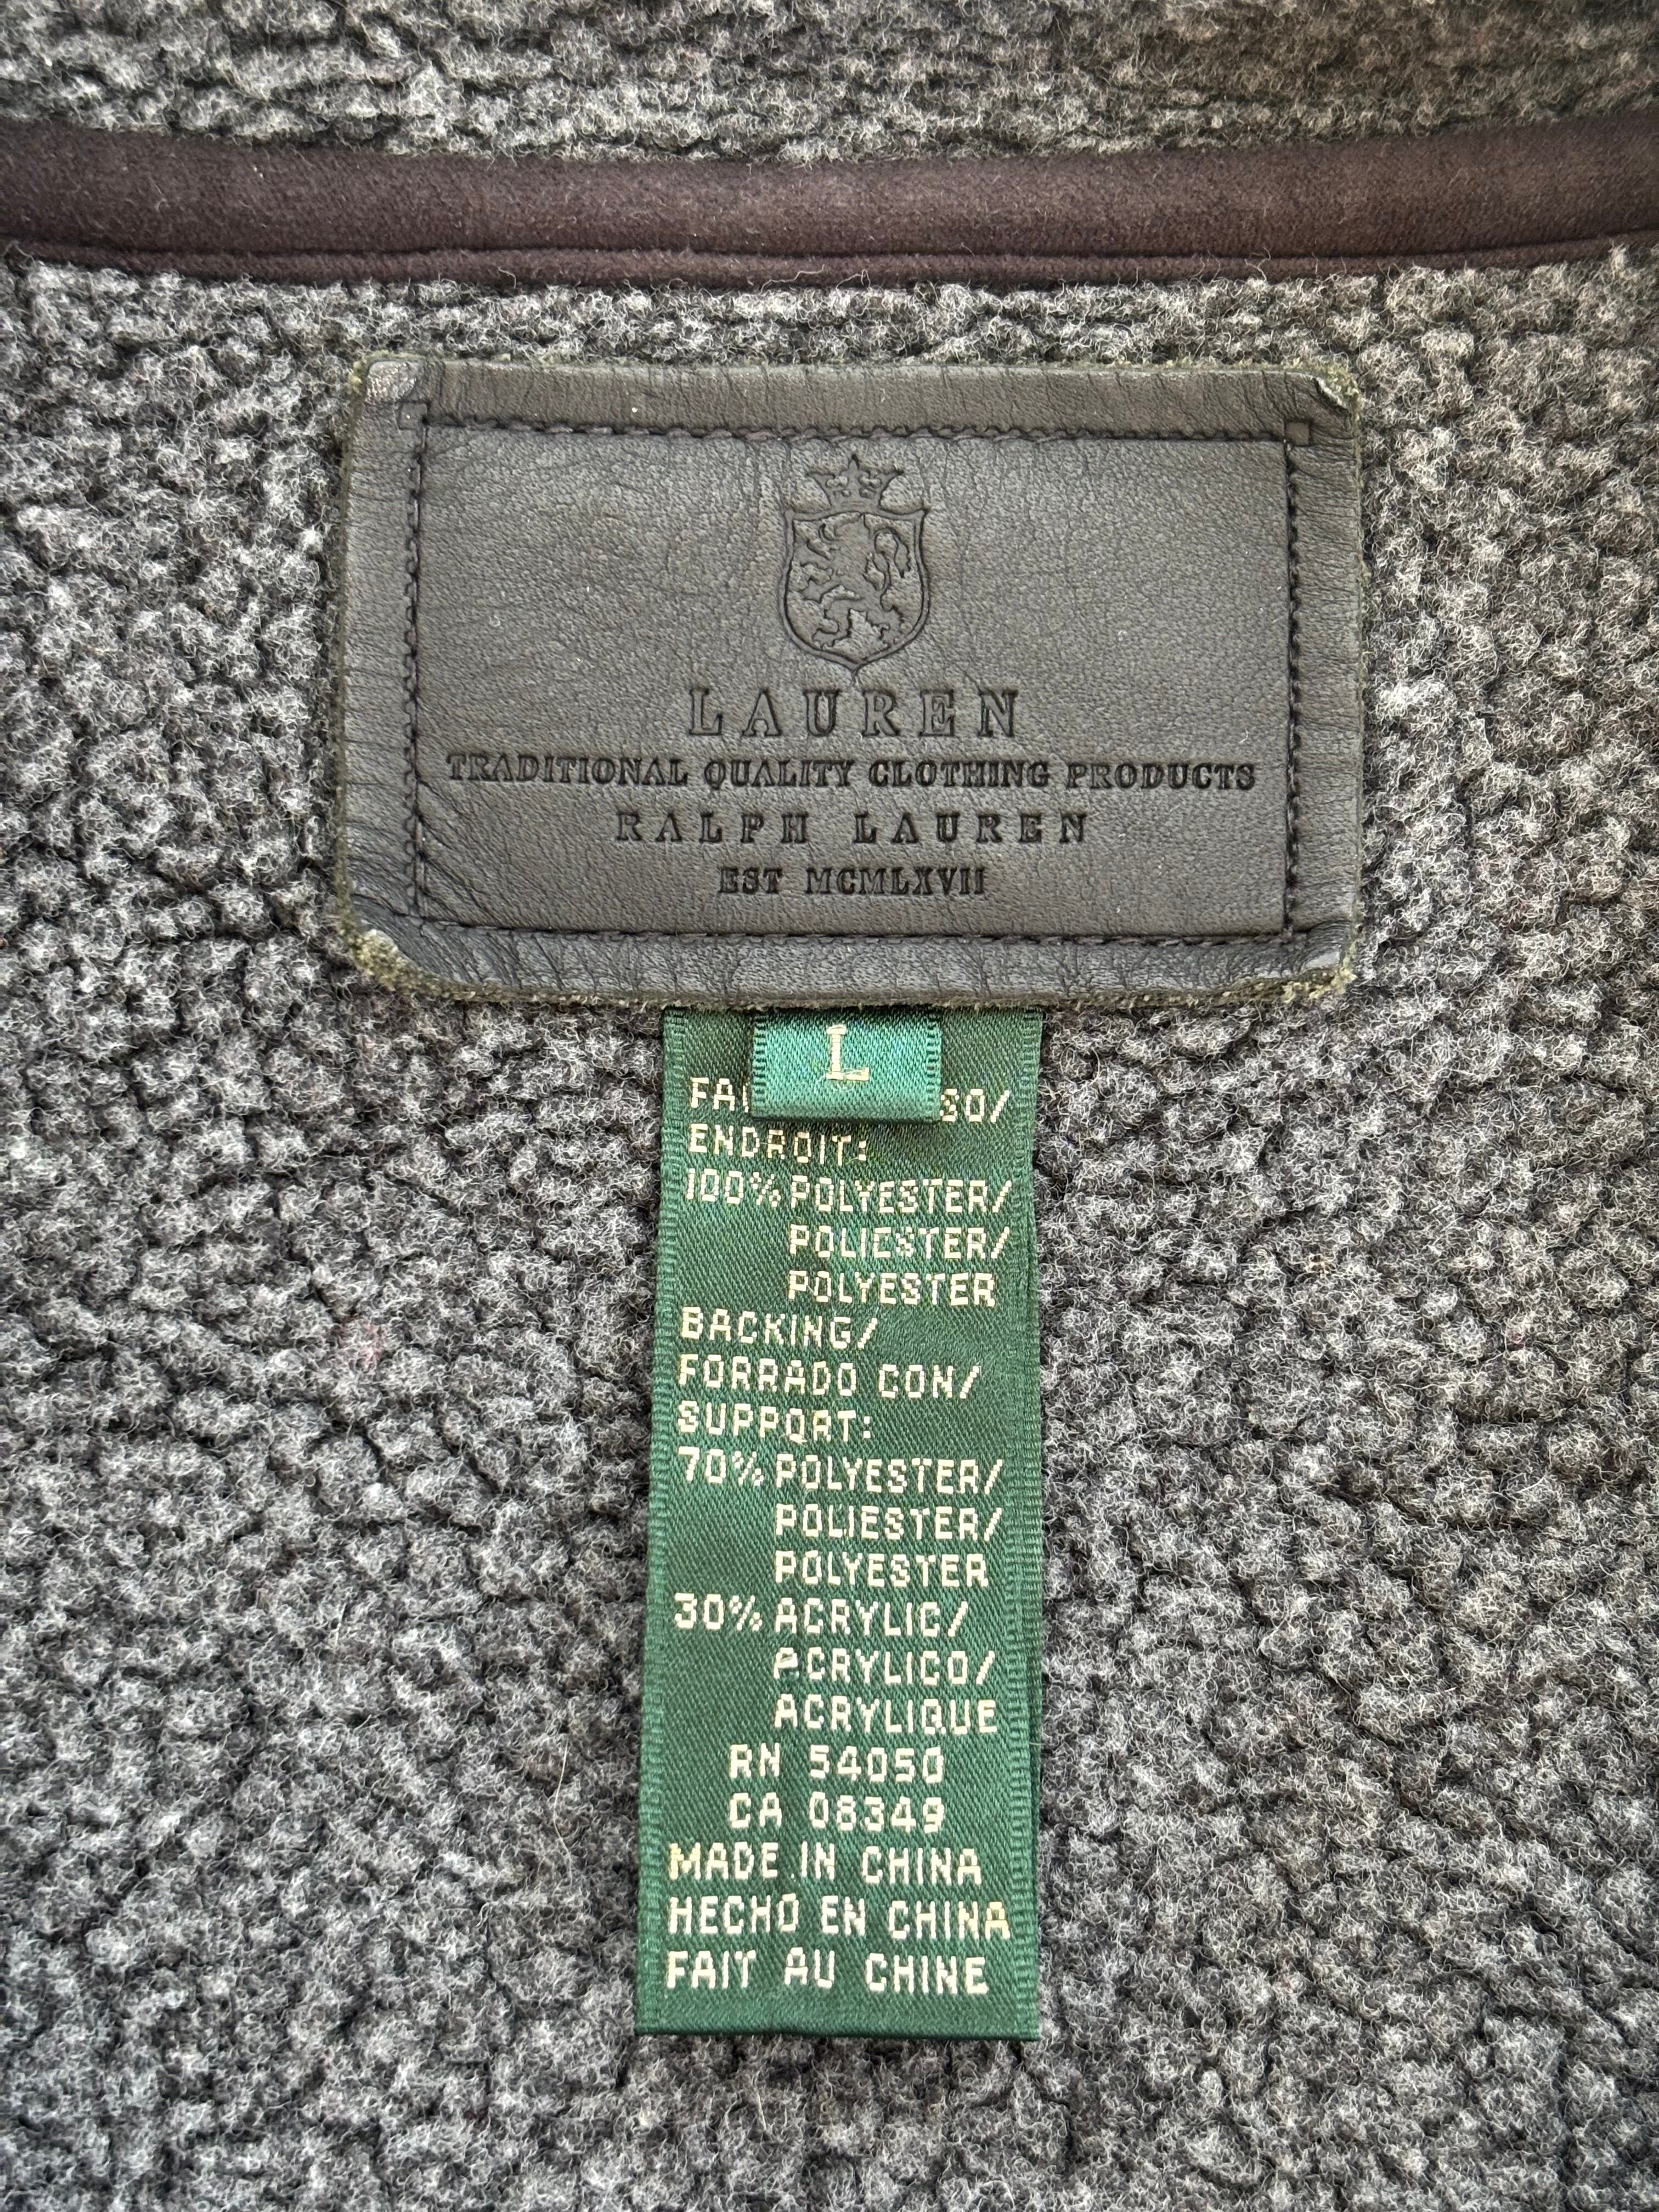 LAUREN
TRADITIONAL QUALITY CLOTHING PRODUCTS
RALPH LAUREN
EST MCMLXVII
L
ENDROIT:
100% POLYESTER/
POLIESTER/
POLYESTER
BACKING/
FORRADO CON/
SUPPORT:
70% POLYESTER/
POLIESTER/
POLYESTER
30% ACRYLIC/
ACRYLICO/
ACRYLIQUE
RN 54050
CA 08349
MADE IN CHINA
HECHO EN CHINA
FAIT AU CHINE